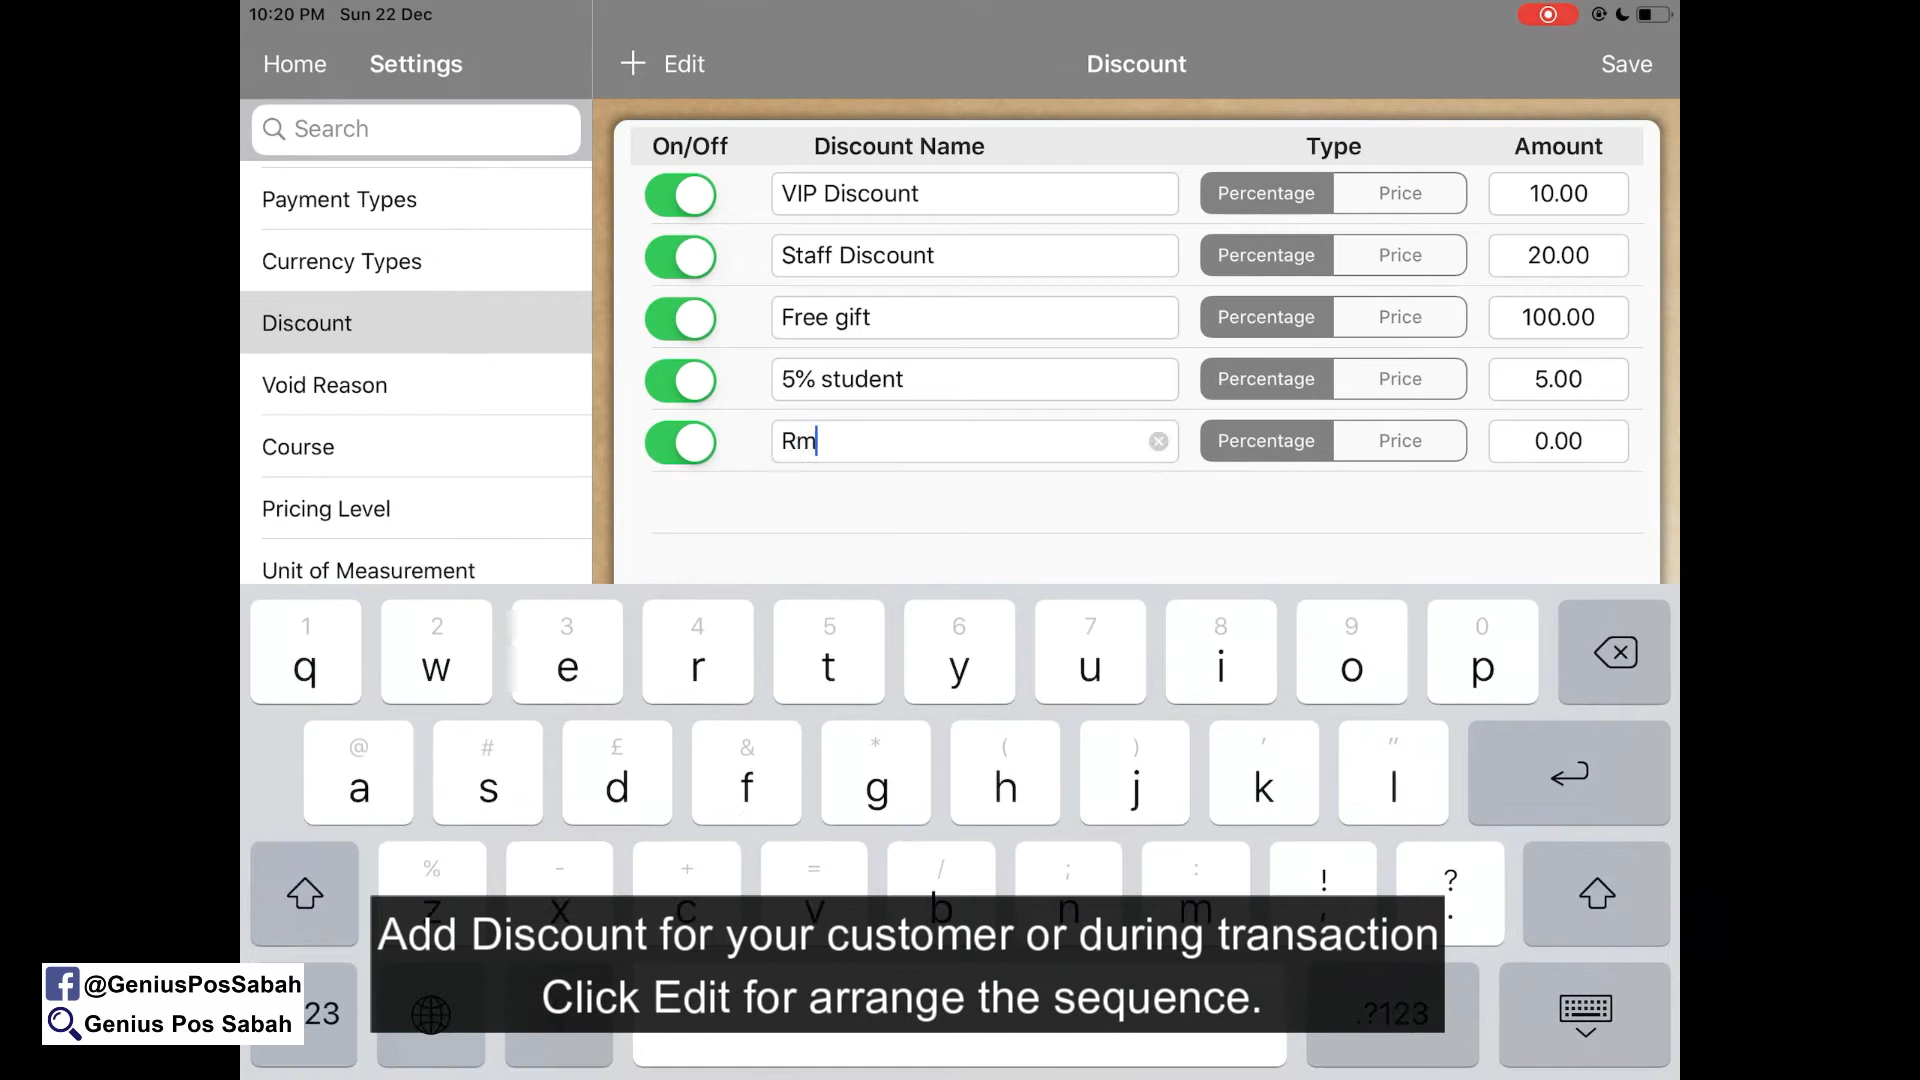 10:20 PM Sun 22 Dec
Home Settings
Edit Discount Save
Search
Payment Types
Currency Types
Discount
Void Reason
Course
Pricing Level
Unit of Measurement
On/Off Discount Name Type Amount
VIP Discount Percentage Price 10.00
Staff Discount Percentage Price 20.00
Free gift Percentage Price 100.00
5% student Percentage Price 5.00
Rm Percentage Price 0.00
1 2 3 4 5 6 7 8 9 0
q w e r t y u i o p
@ # £ & * ( ) ' "
a s d f g h j k l
% - + = / ; : ! ?
z x c v b n m , .
Add Discount for your customer or during transaction
Click Edit for arrange the sequence.
@GeniusPosSabah
Genius Pos Sabah
23
.?123